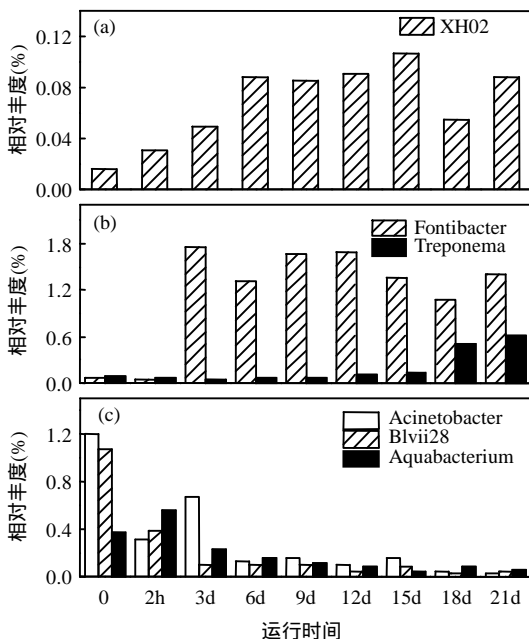 (a)
XH02
0.12
0.08
0.04
0.00
相对丰度(%)
(b)
Fontibacter
Treponema
1.8
1.2
0.6
0.0
相对丰度(%)
(c)
Acinetobacter
Blvii28
Aquabacterium
1.2
0.8
0.4
0.0
相对丰度(%)
0 2h 3d 6d 9d 12d 15d 18d 21d
运行时间